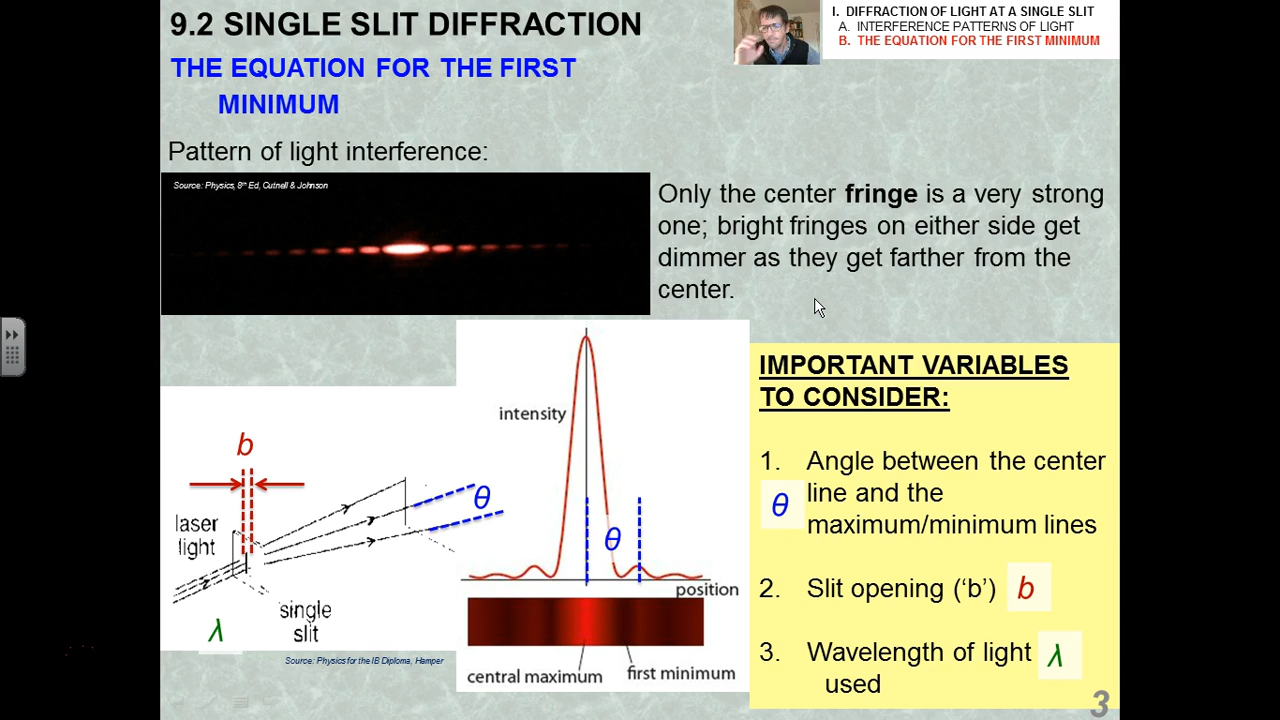 9.2 SINGLE SLIT DIFFRACTION
THE EQUATION FOR THE FIRST
MINIMUM
I. DIFFRACTION OF LIGHT AT A SINGLE SLIT
A. INTERFERENCE PATTERNS OF LIGHT
B. THE EQUATION FOR THE FIRST MINIMUM
Pattern of light interference:
Source: Physics, 8th Ed, Cutnell & Johnson
Only the center fringe is a very strong
one; bright fringes on either side get
dimmer as they get farther from the
center.
b
laser
light
θ
single
slit
λ
Source: Physics for the IB Diploma, Hamper
intensity
θ
position
central maximum
first minimum
IMPORTANT VARIABLES
TO CONSIDER:
1. Angle between the center
θ line and the
maximum/minimum lines
2. Slit opening (‘b’) b
3. Wavelength of light λ
used
3